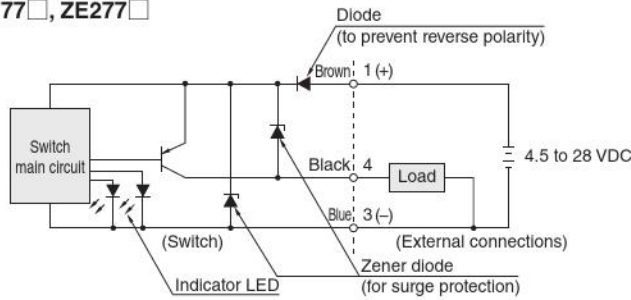 77□, ZE277□
Diode
(to prevent reverse polarity)
Brown 1 (+)
Switch
main circuit
4.5 to 28 VDC
Black 4
Load
Blue 3 (–)
(Switch)
(External connections)
Indicator LED
Zener diode
(for surge protection)